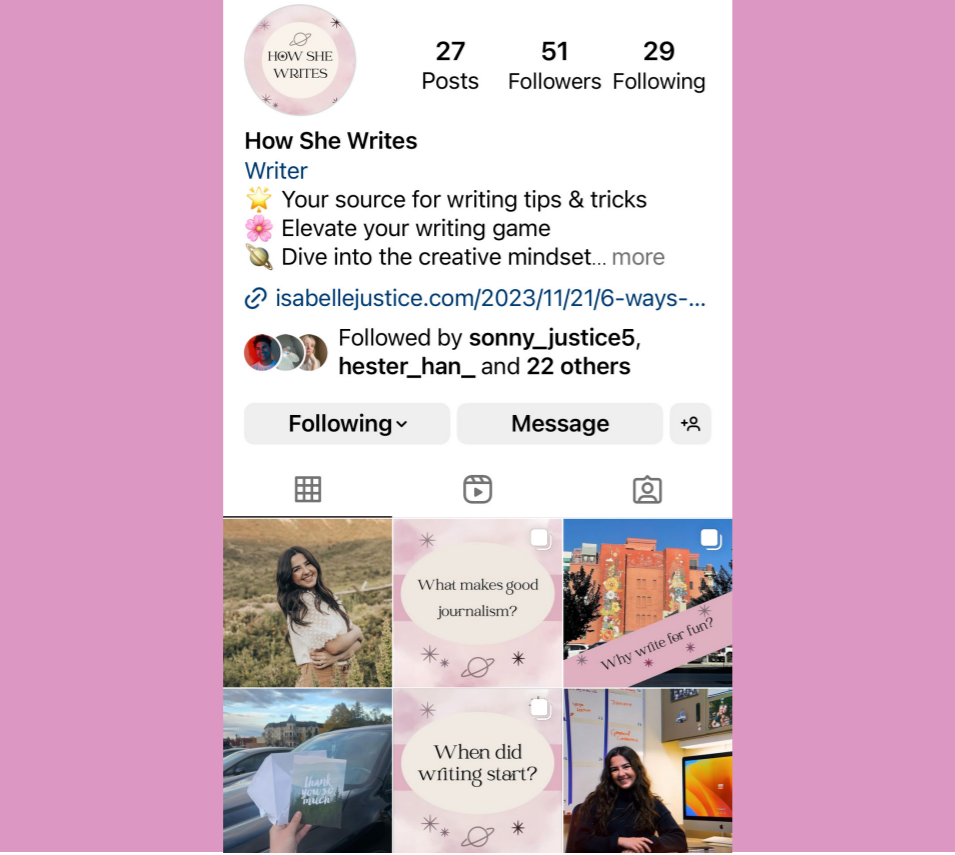 HOW SHE
WRITES
27 51 29
Posts Followers Following
How She Writes
Writer
🌟 Your source for writing tips & tricks
🌸 Elevate your writing game
🪐 Dive into the creative mindset... more
isabellejustice.com/2023/11/21/6-ways-...
Followed by sonny_justice5,
hester_han_ and 22 others
Following Message
What makes good
journalism?
Why write for fun?
thank
you so
much
When did
writing start?